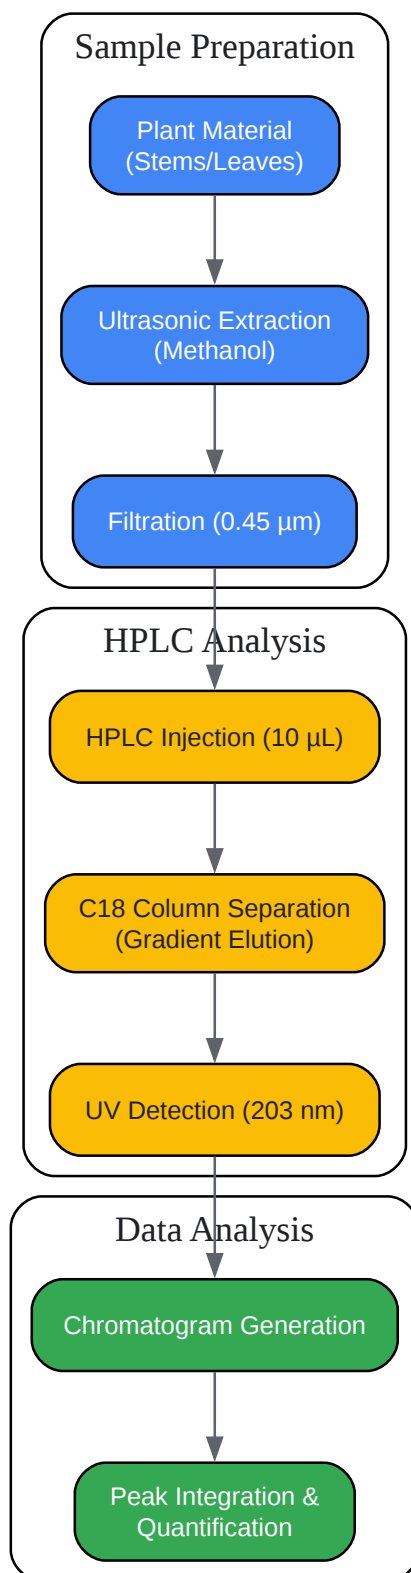 Sample Preparation
Plant Material
(Stems/Leaves)
Ultrasonic Extraction
(Methanol)
Filtration (0.45 µm)
HPLC Analysis
HPLC Injection (10 µL)
C18 Column Separation
(Gradient Elution)
UV Detection (203 nm)
Data Analysis
Chromatogram Generation
Peak Integration &
Quantification